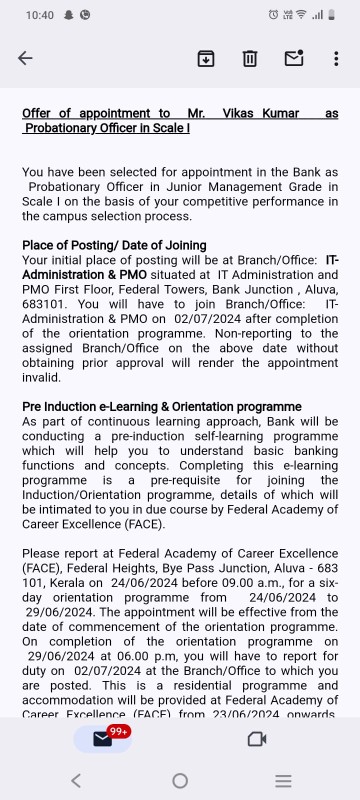 10:40
Offer of appointment to Mr. Vikas Kumar as
Probationary Officer in Scale I
You have been selected for appointment in the Bank as
Probationary Officer in Junior Management Grade in
Scale I on the basis of your competitive performance in
the campus selection process.
Place of Posting/ Date of Joining
Your initial place of posting will be at Branch/Office: IT-
Administration & PMO situated at IT Administration and
PMO First Floor, Federal Towers, Bank Junction , Aluva,
683101. You will have to join Branch/Office: IT-
Administration & PMO on 02/07/2024 after completion
of the orientation programme. Non-reporting to the
assigned Branch/Office on the above date without
obtaining prior approval will render the appointment
invalid.
Pre Induction e-Learning & Orientation programme
As part of continuous learning approach, Bank will be
conducting a pre-induction self-learning programme
which will help you to understand basic banking
functions and concepts. Completing this e-learning
programme is a pre-requisite for joining the
Induction/Orientation programme, details of which will
be intimated to you in due course by Federal Academy of
Career Excellence (FACE).
Please report at Federal Academy of Career Excellence
(FACE), Federal Heights, Bye Pass Junction, Aluva - 683
101, Kerala on 24/06/2024 before 09.00 a.m., for a six-
day orientation programme from 24/06/2024 to
29/06/2024. The appointment will be effective from the
date of commencement of the orientation programme.
On completion of the orientation programme on
29/06/2024 at 06.00 p.m, you will have to report for
duty on 02/07/2024 at the Branch/Office to which you
are posted. This is a residential programme and
accommodation will be provided at Federal Academy of
Career Excellence (FACE) from 23/06/2024 onwards.
99+